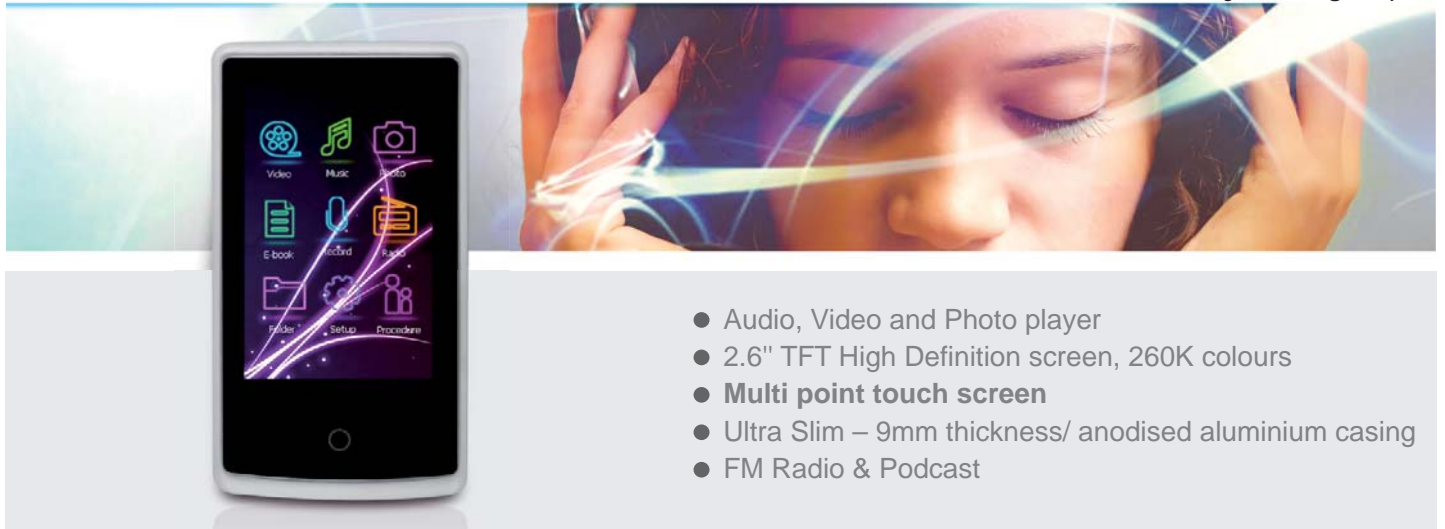 Video Music Photo
E-book Record Radio
Folder Setup Procedure
● Audio, Video and Photo player
● 2.6" TFT High Definition screen, 260K colours
● Multi point touch screen
● Ultra Slim – 9mm thickness/ anodised aluminium casing
● FM Radio & Podcast